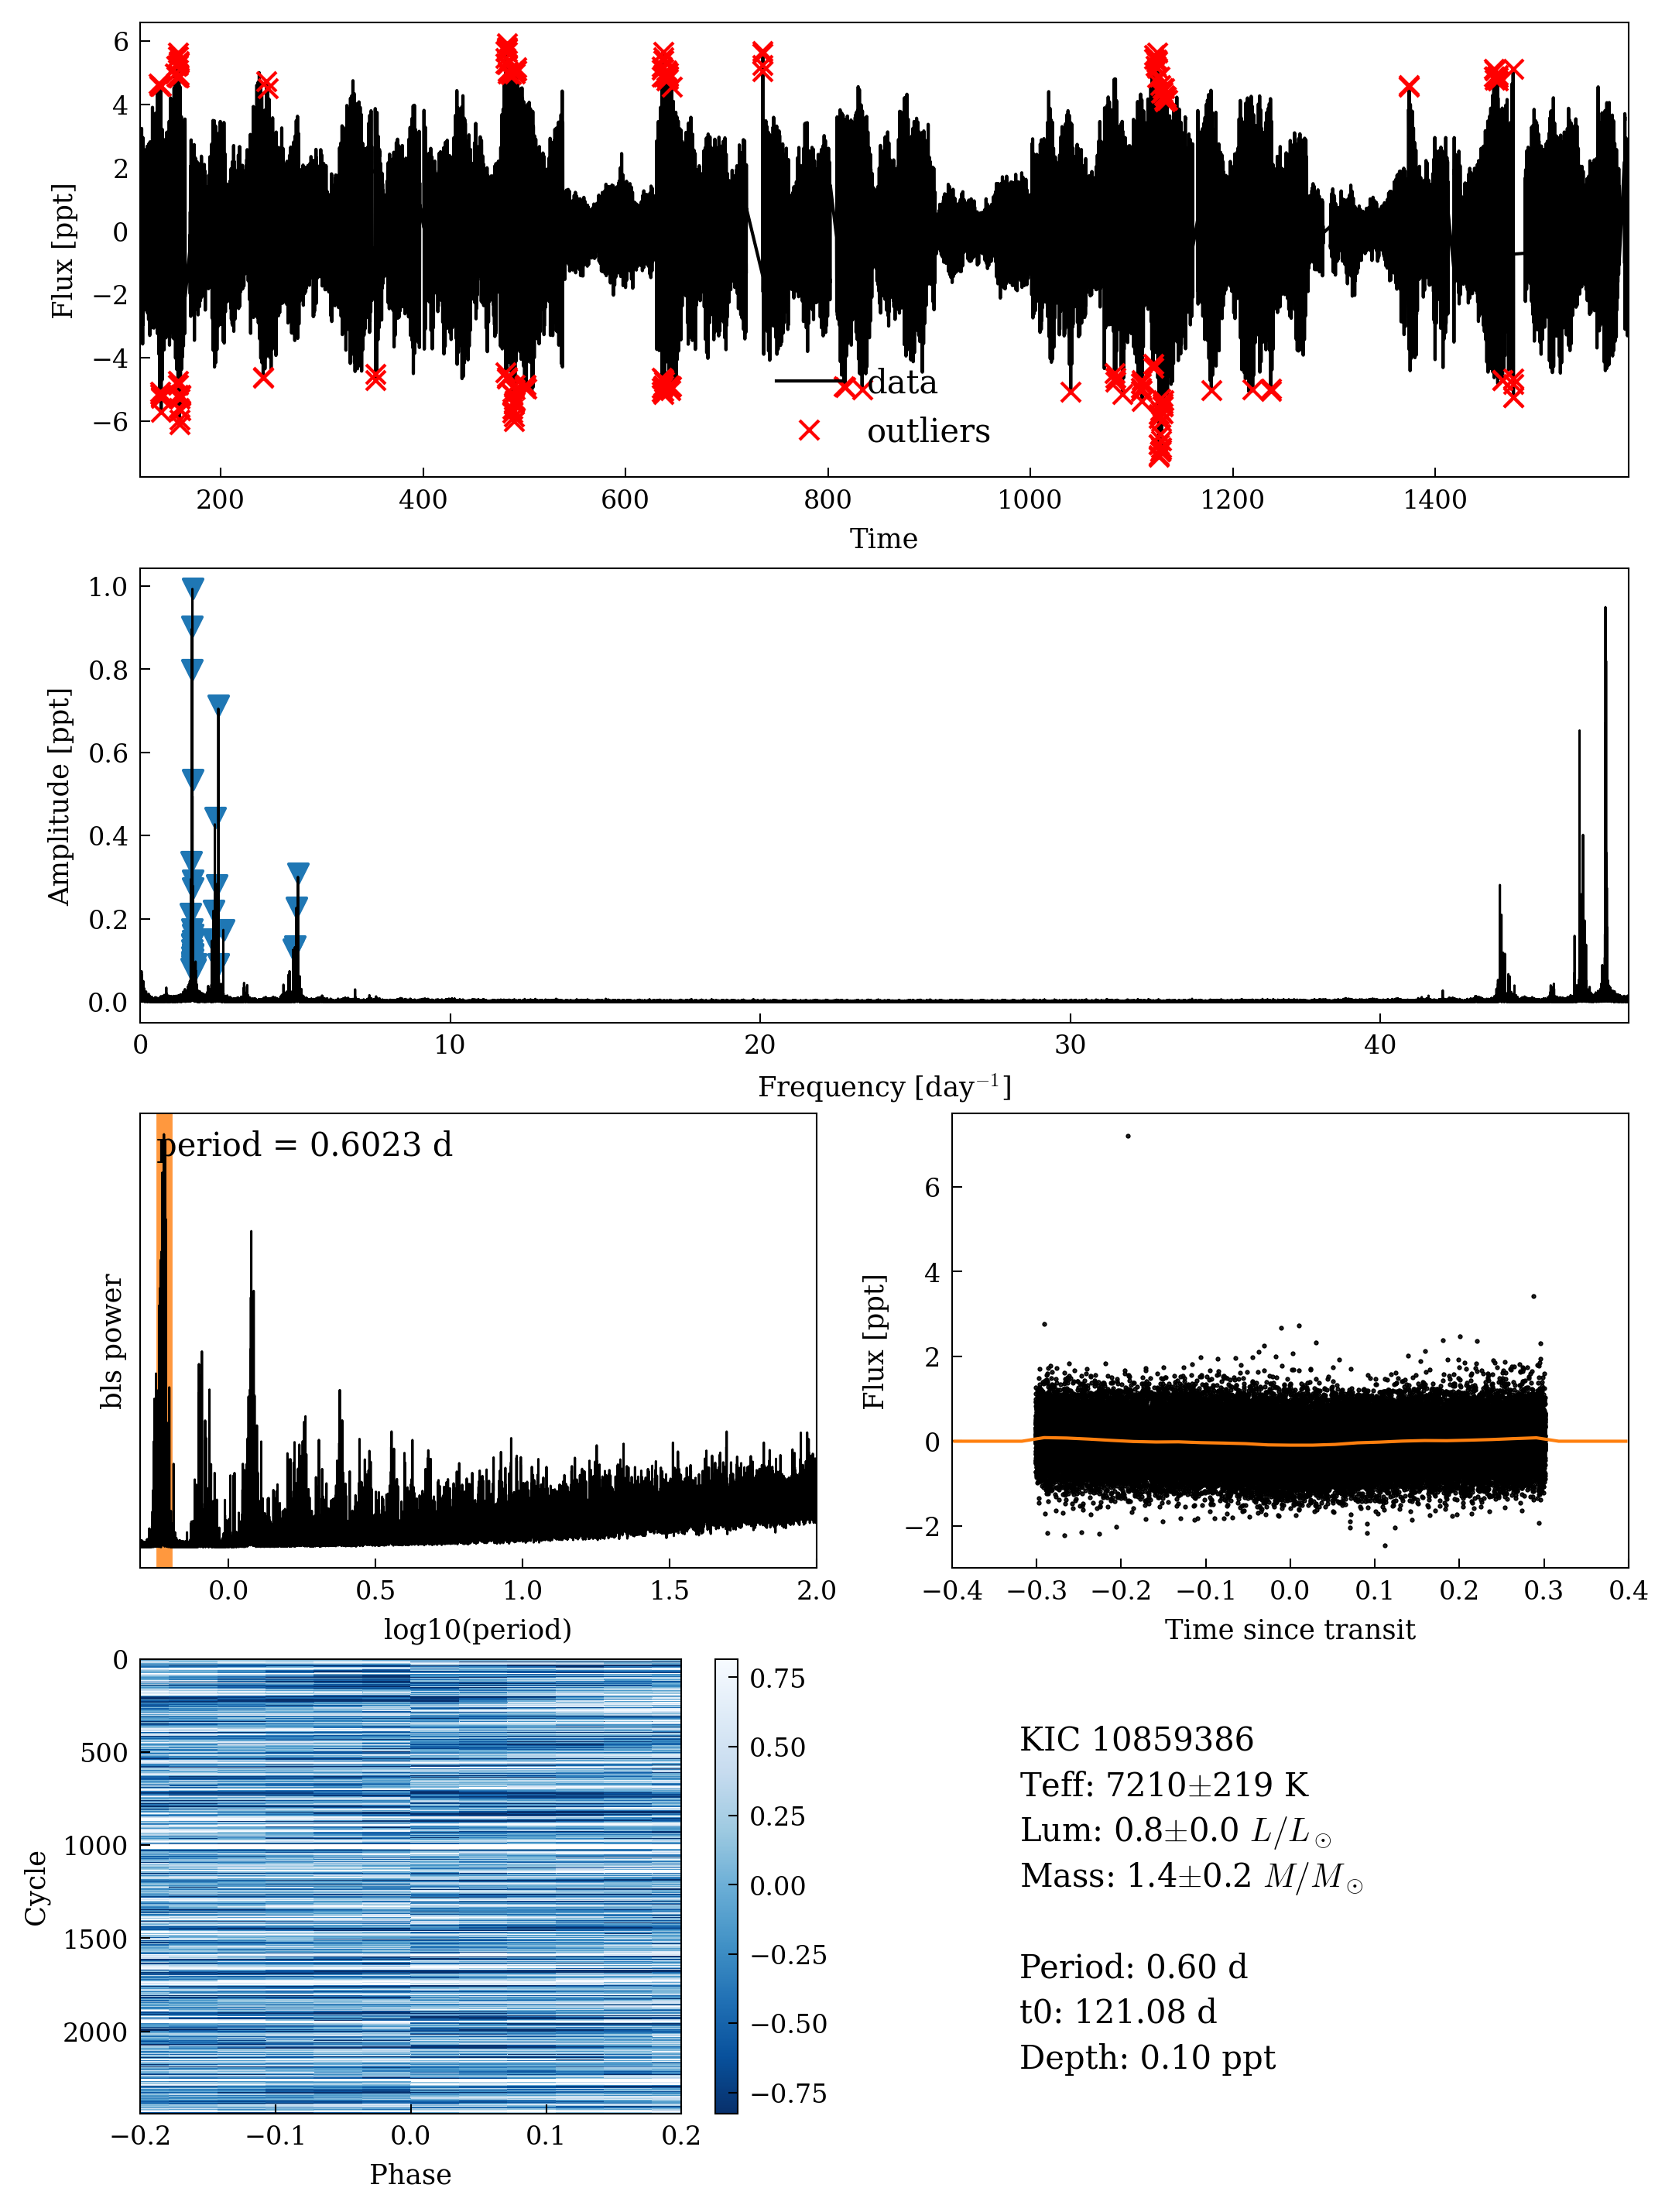 6
4
2
0
−2
−4
−6
Flux [ppt]
data
outliers
200 400 600 800 1000 1200 1400
Time
1.0
0.8
0.6
0.4
0.2
0.0
Amplitude [ppt]
0 10 20 30 40
Frequency [day⁻¹]
period = 0.6023 d
bls power
0.0 0.5 1.0 1.5 2.0
log10(period)
6
4
2
0
−2
Flux [ppt]
−0.4 −0.3 −0.2 −0.1 0.0 0.1 0.2 0.3 0.4
Time since transit
0
500
1000
1500
2000
Cycle
−0.2 −0.1 0.0 0.1 0.2
Phase
0.75
0.50
0.25
0.00
−0.25
−0.50
−0.75
KIC 10859386
Teff: 7210±219 K
Lum: 0.8±0.0 L/L⊙
Mass: 1.4±0.2 M/M⊙
Period: 0.60 d
t0: 121.08 d
Depth: 0.10 ppt